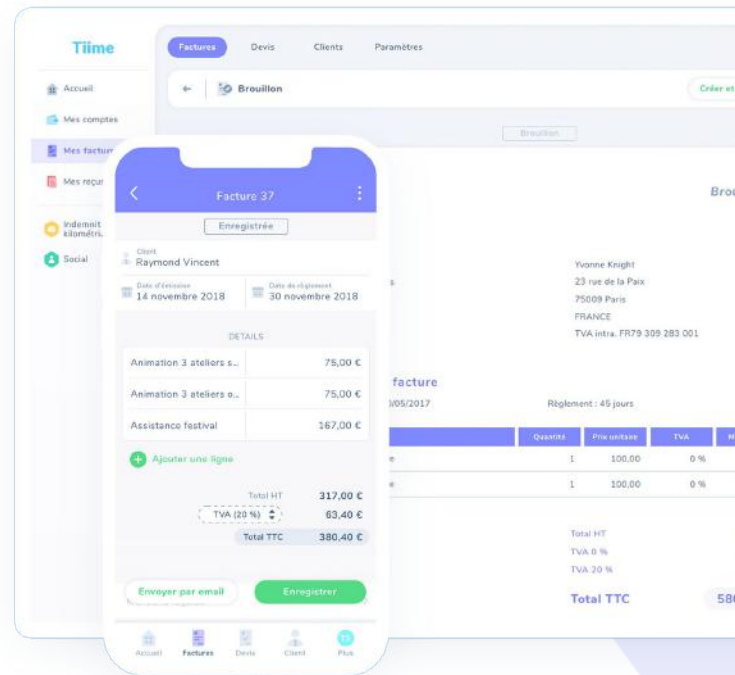 Tiime
Factures
Devis
Clients
Paramètres
Accueil
Mes comptes
Mes factur
Mes reçus
Indemnit
kilométri
Social
Brouillon
Créer et
Brouillon
Brou
Yvonne Knight
23 rue de la Paix
75009 Paris
FRANCE
TVA intra. FR79 309 283 001
facture
/05/2017
Règlement : 45 jours
Quantité
Prix unitaire
TVA
M
e
1
100,00
0 %
e
1
100,00
0 %
Total HT
TVA 0 %
TVA 20 %
Total TTC
580
Facture 37
Enregistrée
Client
Raymond Vincent
Date d'émission
14 novembre 2018
Date de règlement
30 novembre 2018
DETAILS
Animation 3 ateliers s...
75,00 €
Animation 3 ateliers o...
75,00 €
Assistance festival
167,00 €
Ajouter une ligne
Total HT
317,00 €
TVA (20 %)
63,40 €
Total TTC
380,40 €
Envoyer par email
Enregistrer
Accueil
Factures
Devis
Client
Plus